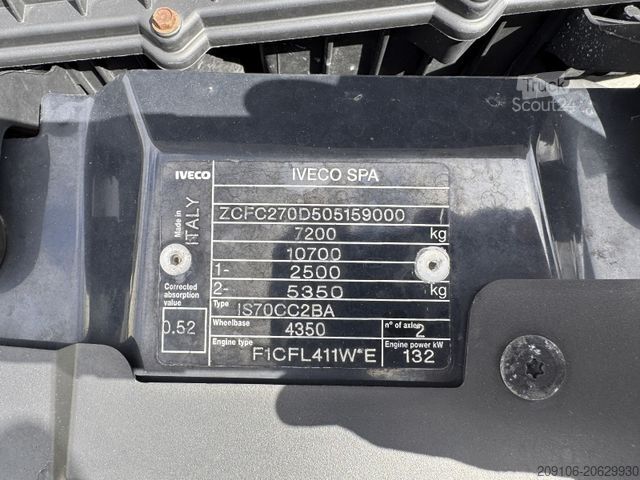 Truck
Scout24
IVECO
IVECO SPA
Made in
ITALY
ZCFC270D505159000
7200 kg
10700
1- 2500
2- 5350 kg
Corrected
absorption
value
0.52
Type
IS70CC2BA
Wheelbase
4350
n° of axles
2
Engine type
F1CFL411W*E
Engine power kW
132
209106-20629930